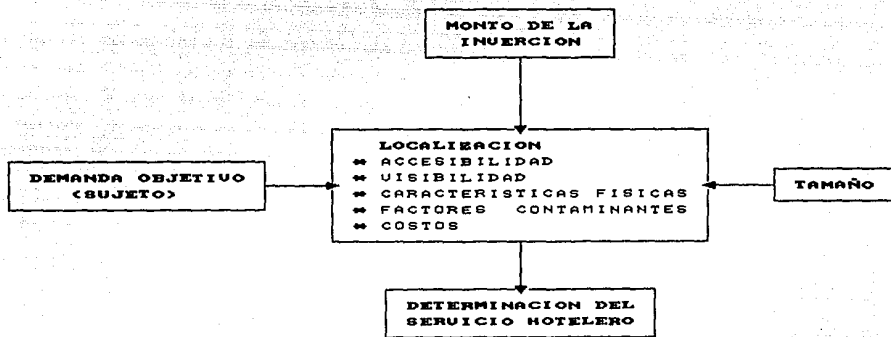 MONTO DE LA
INVERCION
LOCALIZACION
* ACCESIBILIDAD
* VISIBILIDAD
* CARACTERISTICAS FISICAS
* FACTORES CONTAMINANTES
* COSTOS
DEMANDA OBJETIVO
(SUJETO)
TAMAÑO
DETERMINACION DEL
SERVICIO HOTELERO